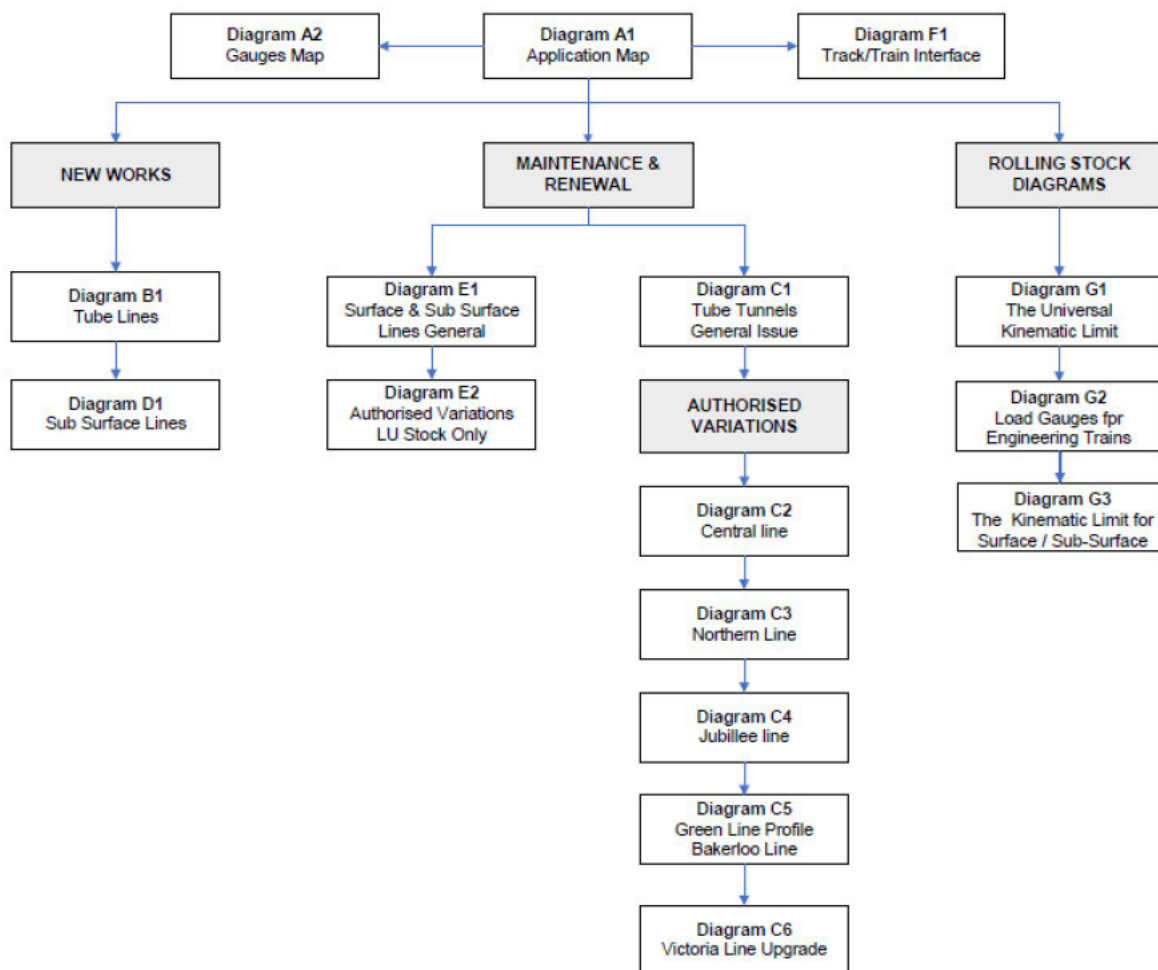 Diagram A2
Gauges Map
Diagram A1
Application Map
Diagram F1
Track/Train Interface
NEW WORKS
MAINTENANCE &
RENEWAL
ROLLING STOCK
DIAGRAMS
Diagram B1
Tube Lines
Diagram E1
Surface & Sub Surface
Lines General
Diagram C1
Tube Tunnels
General Issue
Diagram G1
The Universal
Kinematic Limit
Diagram D1
Sub Surface Lines
Diagram E2
Authorised Variations
LU Stock Only
AUTHORISED
VARIATIONS
Diagram G2
Load Gauges fpr
Engineering Trains
Diagram C2
Central line
Diagram G3
The Kinematic Limit for
Surface / Sub-Surface
Diagram C3
Northern Line
Diagram C4
Jubillee line
Diagram C5
Green Line Profile
Bakerloo Line
Diagram C6
Victoria Line Upgrade